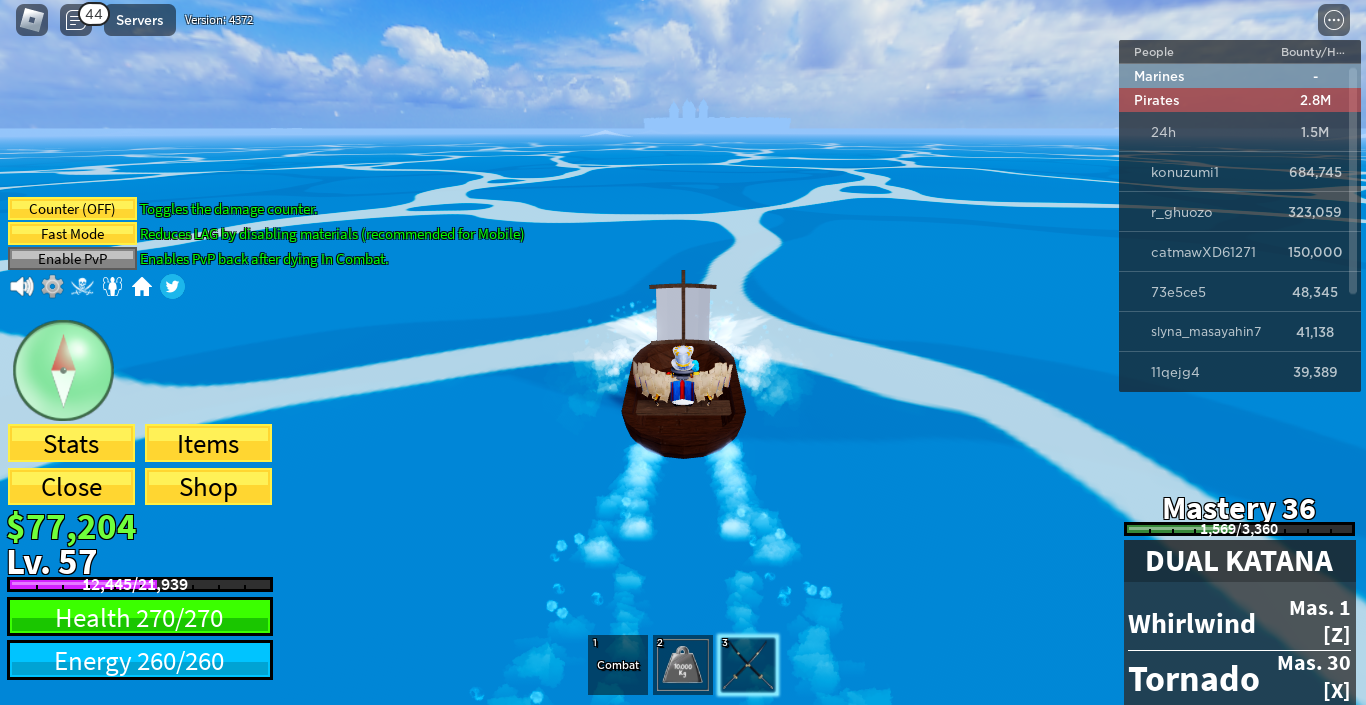 44
Servers
Version: 4372
People Bounty/H...
Marines -
Pirates 2.8M
24h 1.5M
konuzumi1 684,745
r_ghuozo 323,059
catmawXD61271 150,000
73e5ce5 48,345
slyna_masayahin7 41,138
11qejg4 39,389
Counter (OFF) Toggles the damage counter.
Fast Mode Reduces LAG by disabling materials (recommended for Mobile)
Enable PvP Enables PvP back after dying In Combat.
Stats Items
Close Shop
$77,204
Lv. 57
12,445/21,939
Health 270/270
Energy 260/260
1 Combat
2 10,000 Kg
3
Mastery 36
1,569/3,360
DUAL KATANA
Whirlwind Mas. 1 [Z]
Tornado Mas. 30 [X]